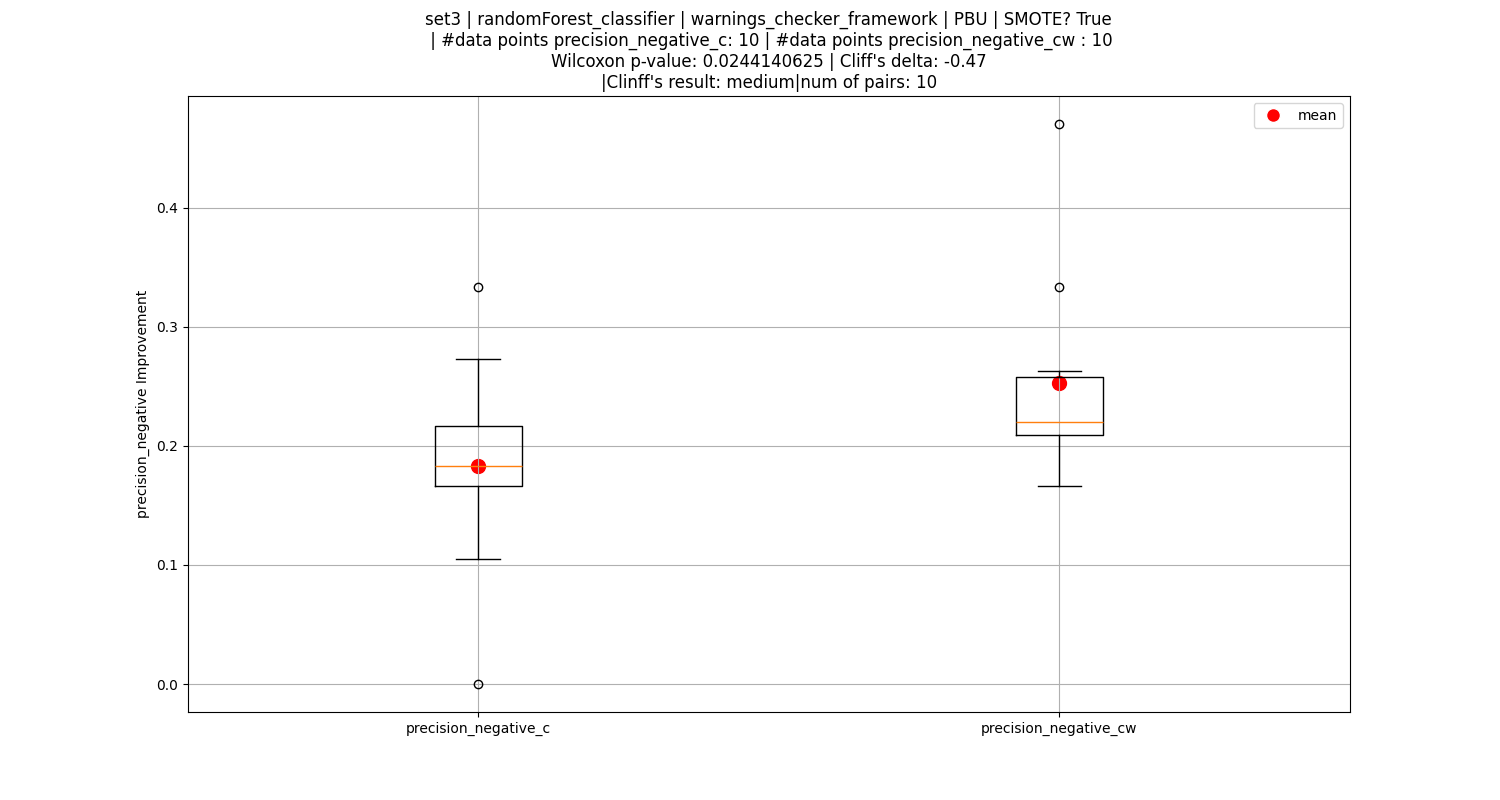 set3 | randomForest_classifier | warnings_checker_framework | PBU | SMOTE? True
| #data points precision_negative_c: 10 | #data points precision_negative_cw : 10
Wilcoxon p-value: 0.0244140625 | Cliff's delta: -0.47
|Clinff's result: medium|num of pairs: 10
mean
precision_negative Improvement
0.4
0.3
0.2
0.1
0.0
precision_negative_c
precision_negative_cw